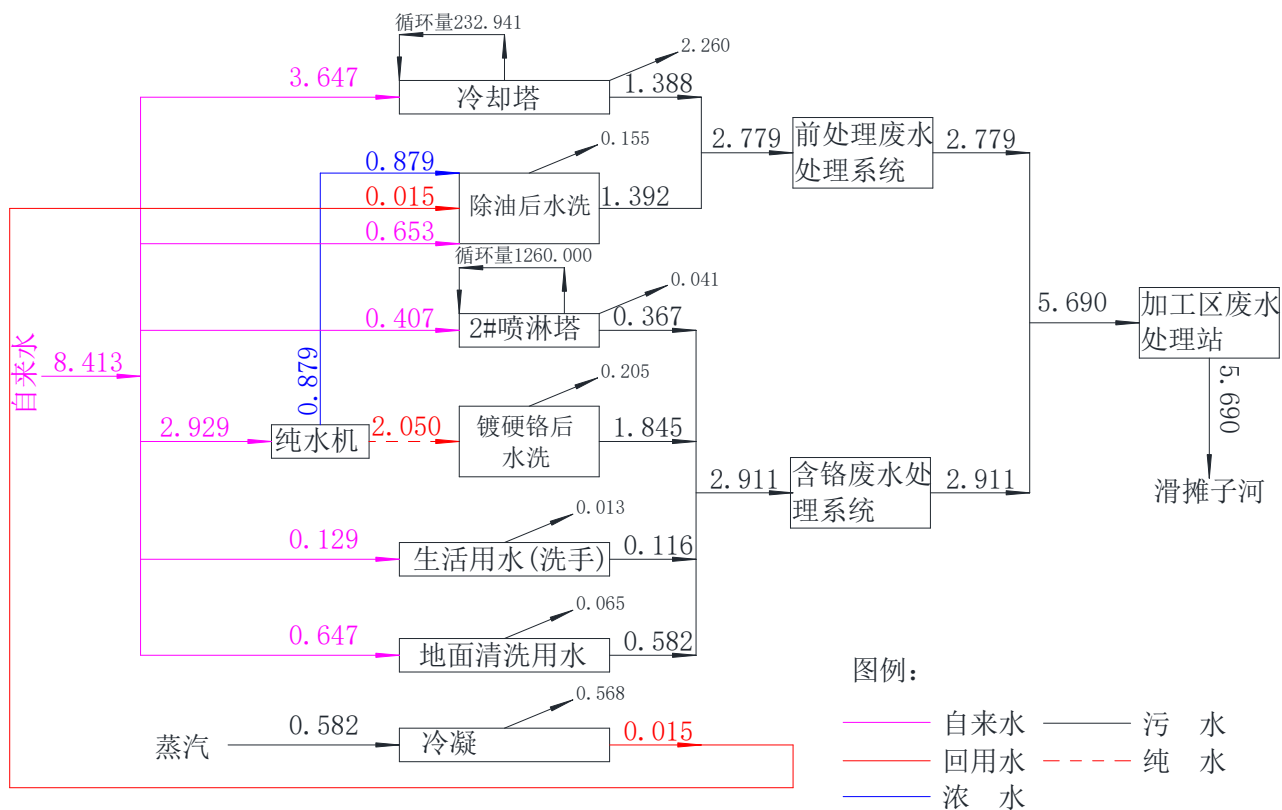 循环量232.941
2.260
3.647
冷却塔
1.388
0.155
0.879
0.015
除油后水洗
1.392
0.653
2.779
前处理废水
处理系统
2.779
循环量1260.000
0.041
0.407
2#喷淋塔
0.367
自来水
8.413
0.879
0.205
2.929
纯水机
2.050
镀硬铬后
水洗
1.845
2.911
含铬废水处
理系统
2.911
5.690
加工区废水
处理站
5.690
滑摊子河
0.013
0.129
生活用水(洗手)
0.116
0.065
0.647
地面清洗用水
0.582
0.568
蒸汽
0.582
冷凝
0.015
图例：
自来水
污 水
回用水
纯 水
浓 水